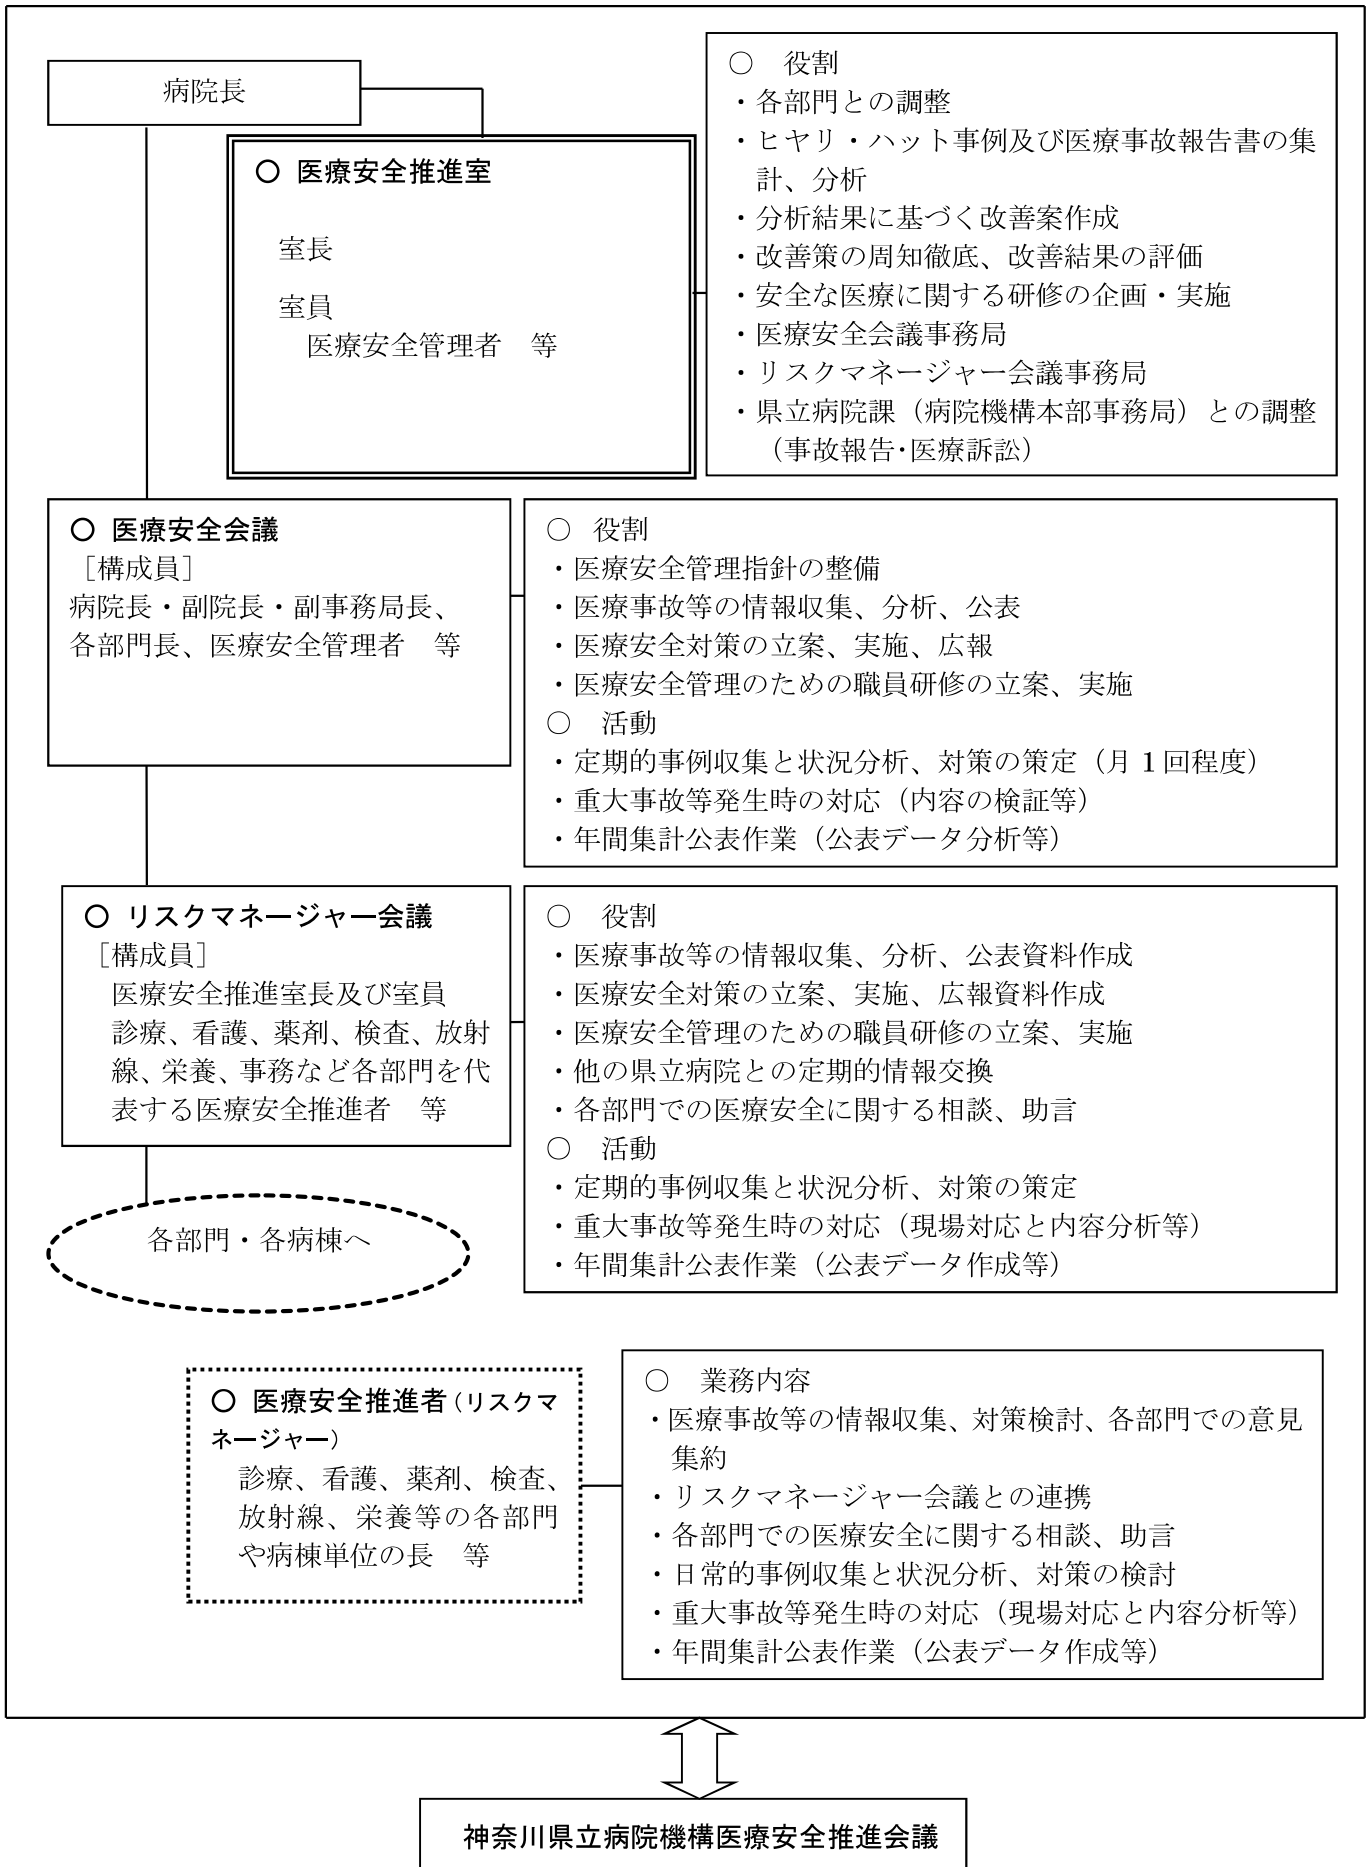 病院長
○ 医療安全推進室
室長
室員
医療安全管理者 等
○ 役割
・各部門との調整
・ヒヤリ・ハット事例及び医療事故報告書の集
計、分析
・分析結果に基づく改善案作成
・改善策の周知徹底、改善結果の評価
・安全な医療に関する研修の企画・実施
・医療安全会議事務局
・リスクマネージャー会議事務局
・県立病院課（病院機構本部事務局）との調整
（事故報告・医療訴訟）
○ 医療安全会議
［構成員］
病院長・副院長・副事務局長、
各部門長、医療安全管理者 等
○ 役割
・医療安全管理指針の整備
・医療事故等の情報収集、分析、公表
・医療安全対策の立案、実施、広報
・医療安全管理のための職員研修の立案、実施
○ 活動
・定期的事例収集と状況分析、対策の策定（月１回程度）
・重大事故等発生時の対応（内容の検証等）
・年間集計公表作業（公表データ分析等）
○ リスクマネージャー会議
［構成員］
医療安全推進室長及び室員
診療、看護、薬剤、検査、放射
線、栄養、事務など各部門を代
表する医療安全推進者 等
○ 役割
・医療事故等の情報収集、分析、公表資料作成
・医療安全対策の立案、実施、広報資料作成
・医療安全管理のための職員研修の立案、実施
・他の県立病院との定期的情報交換
・各部門での医療安全に関する相談、助言
○ 活動
・定期的事例収集と状況分析、対策の策定
・重大事故等発生時の対応（現場対応と内容分析等）
・年間集計公表作業（公表データ作成等）
各部門・各病棟へ
○ 医療安全推進者（リスクマ
ネージャー）
診療、看護、薬剤、検査、
放射線、栄養等の各部門
や病棟単位の長 等
○ 業務内容
・医療事故等の情報収集、対策検討、各部門での意見
集約
・リスクマネージャー会議との連携
・各部門での医療安全に関する相談、助言
・日常的事例収集と状況分析、対策の検討
・重大事故等発生時の対応（現場対応と内容分析等）
・年間集計公表作業（公表データ作成等）
神奈川県立病院機構医療安全推進会議